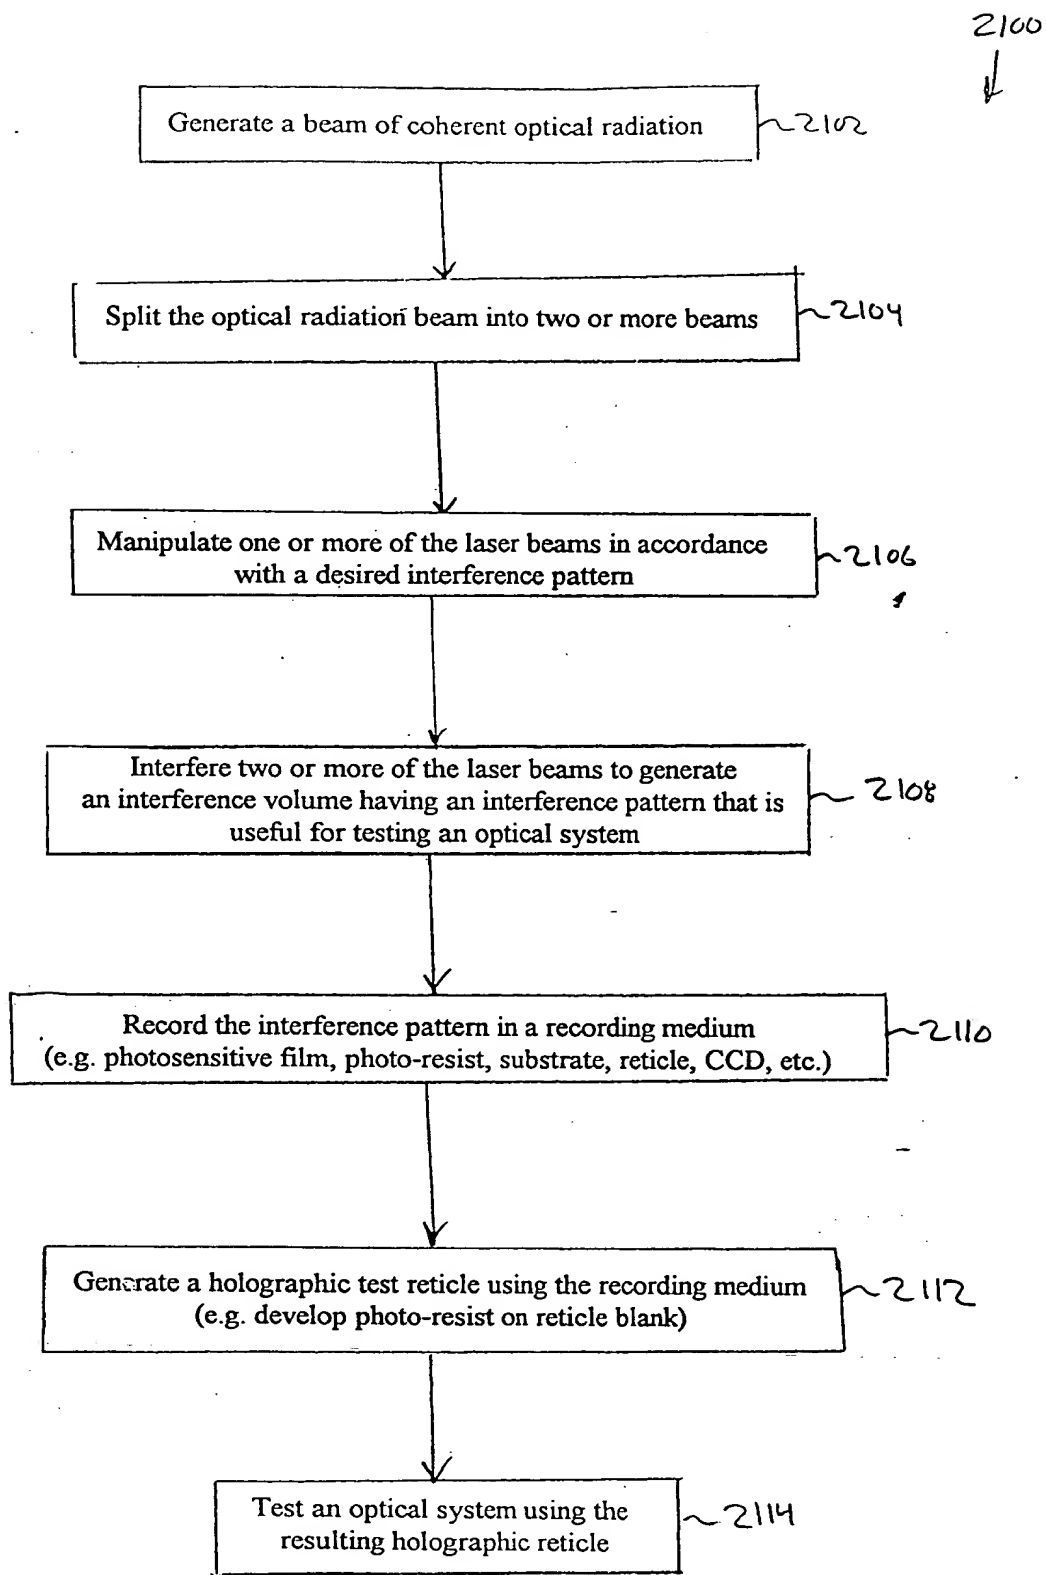 2100
Generate a beam of coherent optical radiation
2102
Split the optical radiation beam into two or more beams
2104
Manipulate one or more of the laser beams in accordance
with a desired interference pattern
2106
Interfere two or more of the laser beams to generate
an interference volume having an interference pattern that is
useful for testing an optical system
2108
Record the interference pattern in a recording medium
(e.g. photosensitive film, photo-resist, substrate, reticle, CCD, etc.)
2110
Generate a holographic test reticle using the recording medium
(e.g. develop photo-resist on reticle blank)
2112
Test an optical system using the
resulting holographic reticle
2114